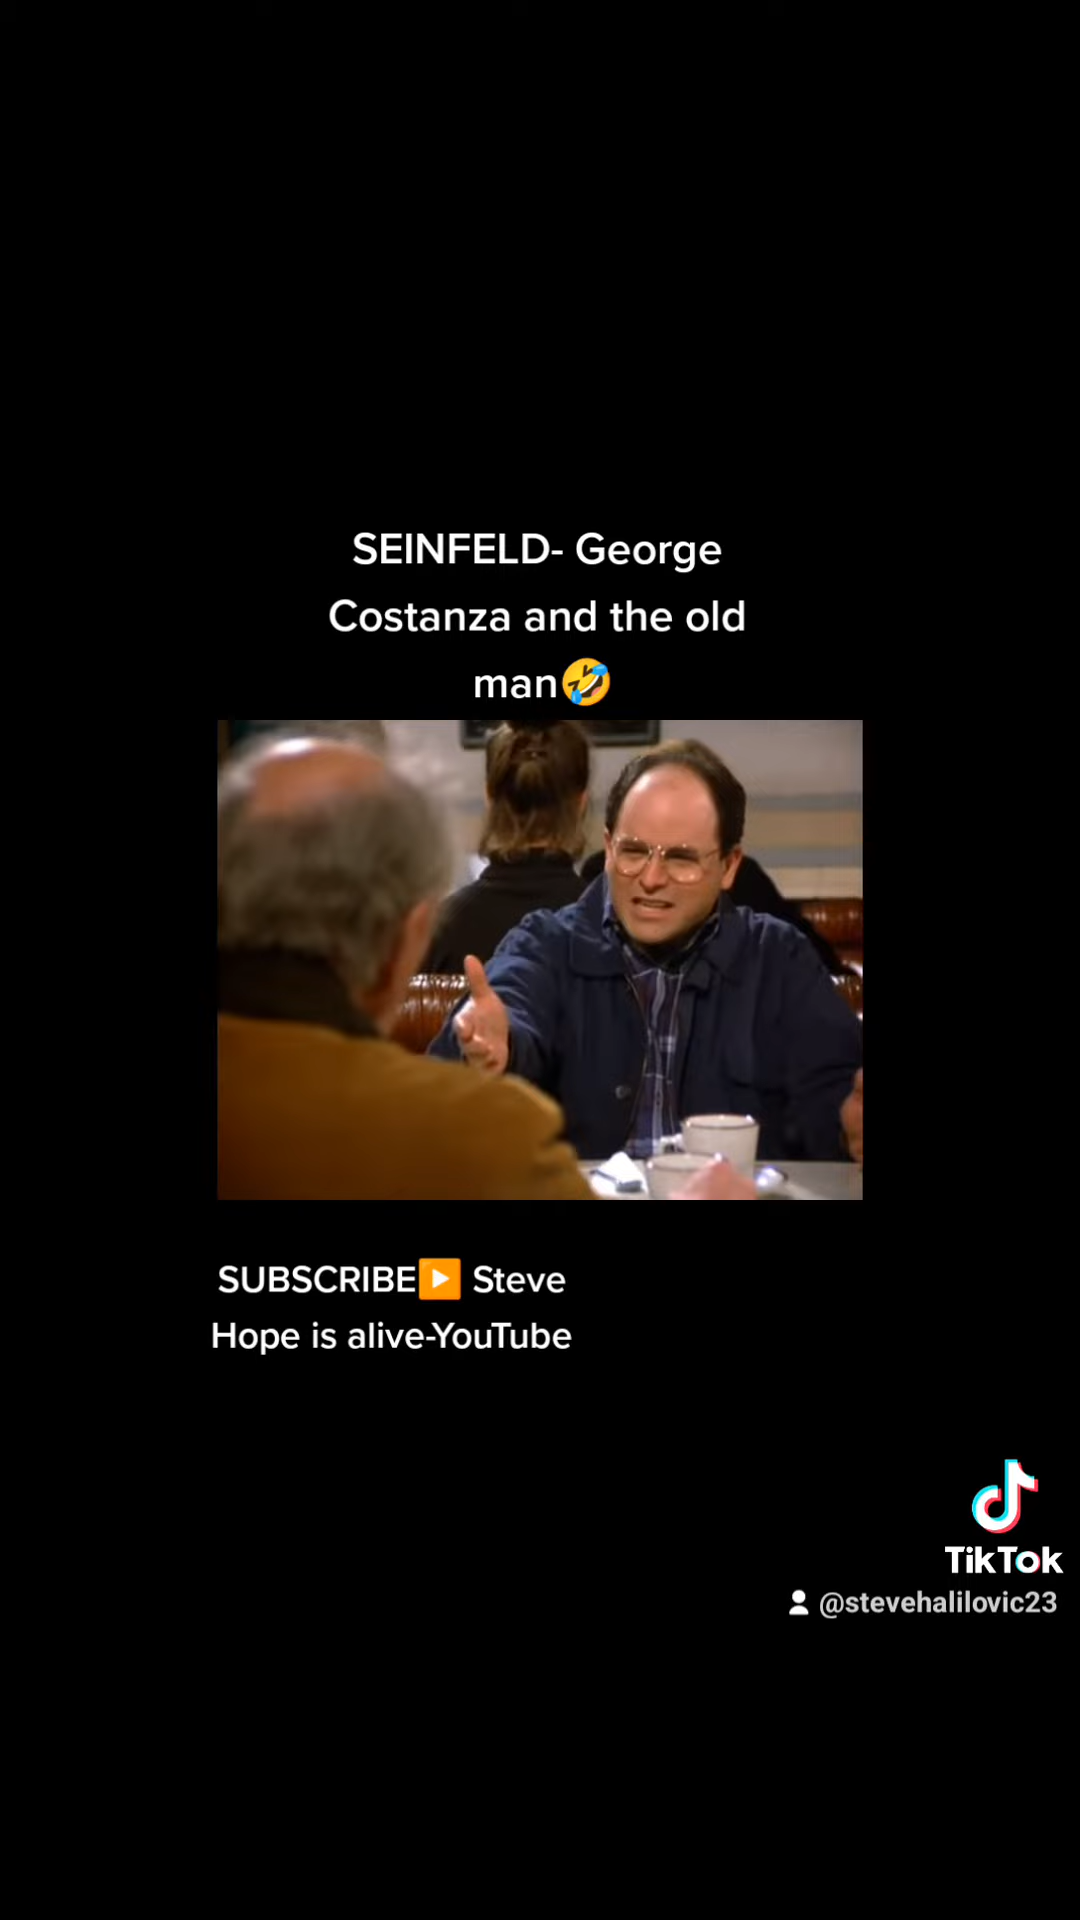 SEINFELD- George
Costanza and the old
man🤣
SUBSCRIBE▶️ Steve
Hope is alive-YouTube
TikTok
@stevehalilovic23